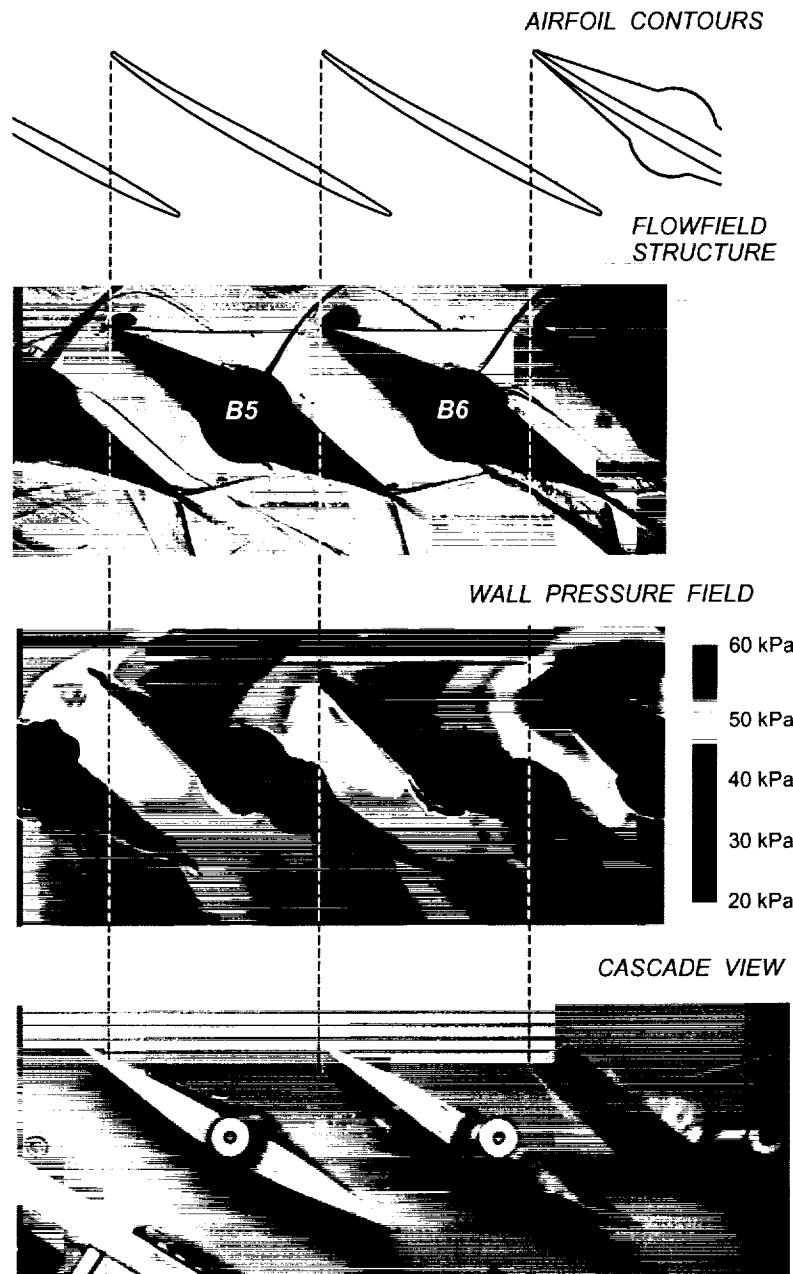 AIRFOIL CONTOURS
FLOWFIELD
STRUCTURE
B5
B6
WALL PRESSURE FIELD
60 kPa
50 kPa
40 kPa
30 kPa
20 kPa
CASCADE VIEW